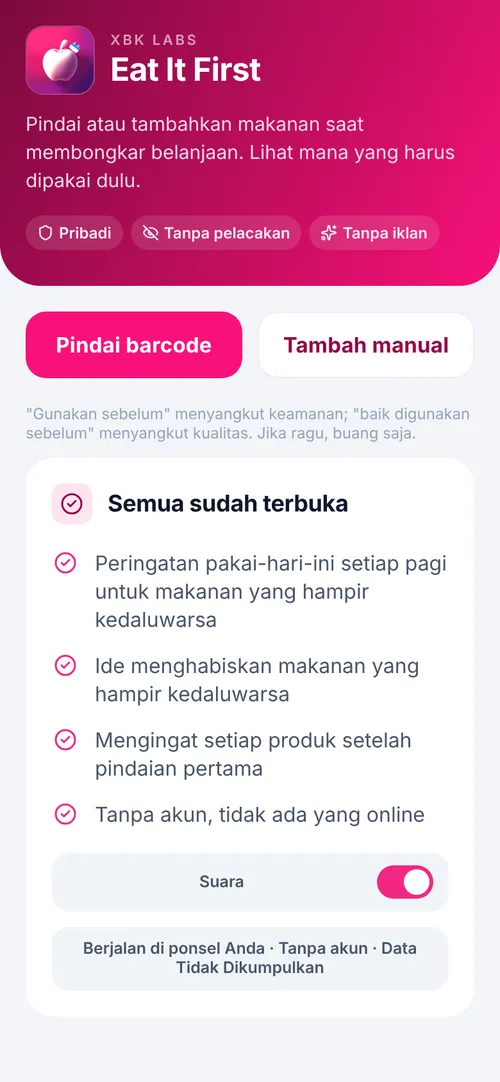 XBK LABS
Eat It First
Pindai atau tambahkan makanan saat
membongkar belanjaan. Lihat mana yang harus
dipakai dulu.
Pribadi
Tanpa pelacakan
Tanpa iklan
Pindai barcode
Tambah manual
"Gunakan sebelum" menyangkut keamanan; "baik digunakan
sebelum" menyangkut kualitas. Jika ragu, buang saja.
Semua sudah terbuka
Peringatan pakai-hari-ini setiap pagi
untuk makanan yang hampir
kedaluwarsa
Ide menghabiskan makanan yang
hampir kedaluwarsa
Mengingat setiap produk setelah
pindaian pertama
Tanpa akun, tidak ada yang online
Suara
Berjalan di ponsel Anda · Tanpa akun · Data
Tidak Dikumpulkan